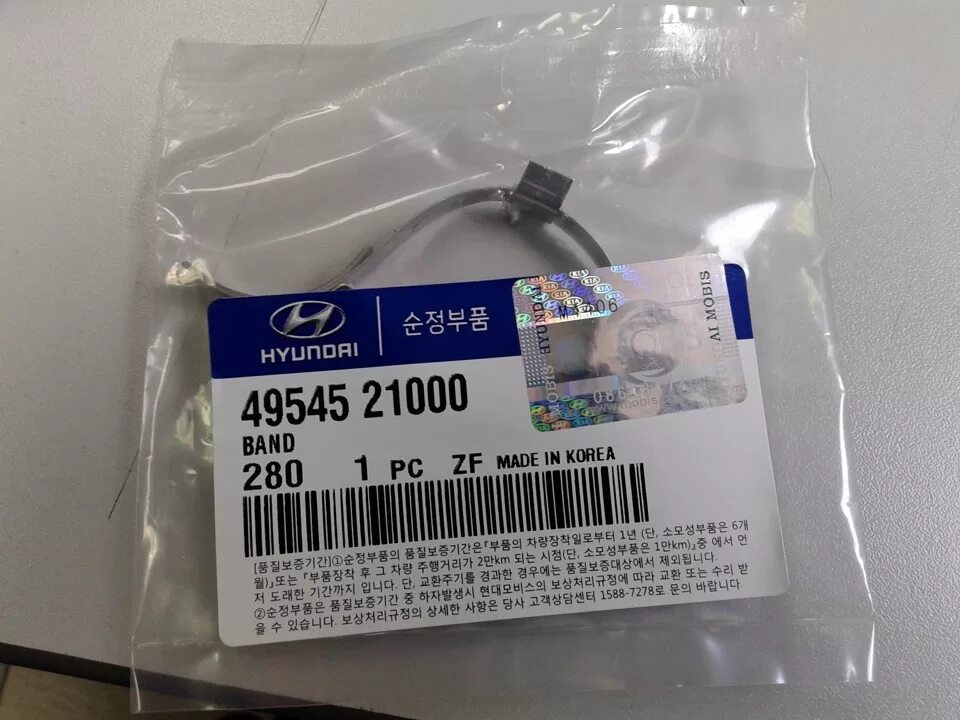 HYUNDAI
순정부품
49545 21000
BAND
280 1 PC ZF MADE IN KOREA
[품질보증기간]①순정부품의 품질보증기간은『부품의 차량장착일로부터 1년 (단, 소모성부품은 6개
월)』또는 『부품장착 후 그 차량 주행거리가 2만km 되는 시점(단, 소모성부품은 1만km)』중 에서 먼
저 도래한 기간까지 입니다. 단, 교환주기를 경과한 경우에는 품질보증대상에서 제외됩니다.
②순정부품은 품질보증기간 중 하자발생시 현대모비스의 보상처리규정에 따라 교환 또는 수리 받
을 수 있습니다. 보상처리규정의 상세한 사항은 당사 고객상담센터 1588-7278로 문의 바랍니다.
KIA
MOBIS HYUNDAI
AI MOBIS